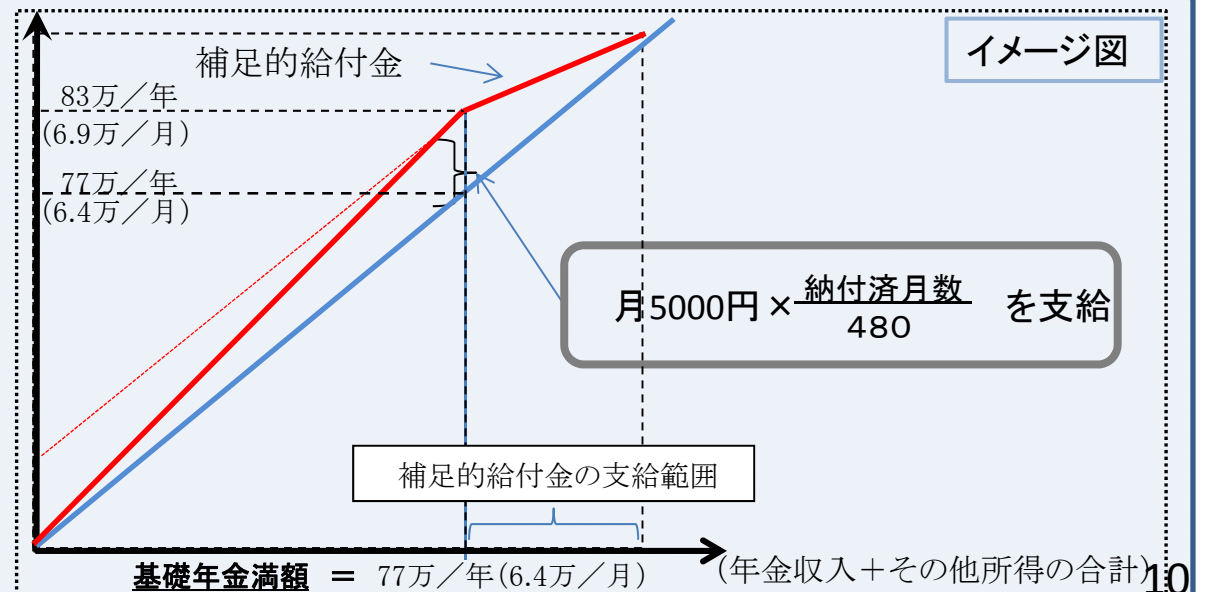 イメージ図
補足的給付金
83万／年
(6.9万／月)
77万／年
(6.4万／月)
月5000円×納付済月数
480
を支給
補足的給付金の支給範囲
基礎年金満額 ＝ 77万／年(6.4万／月)
(年金収入＋その他所得の合計)
10